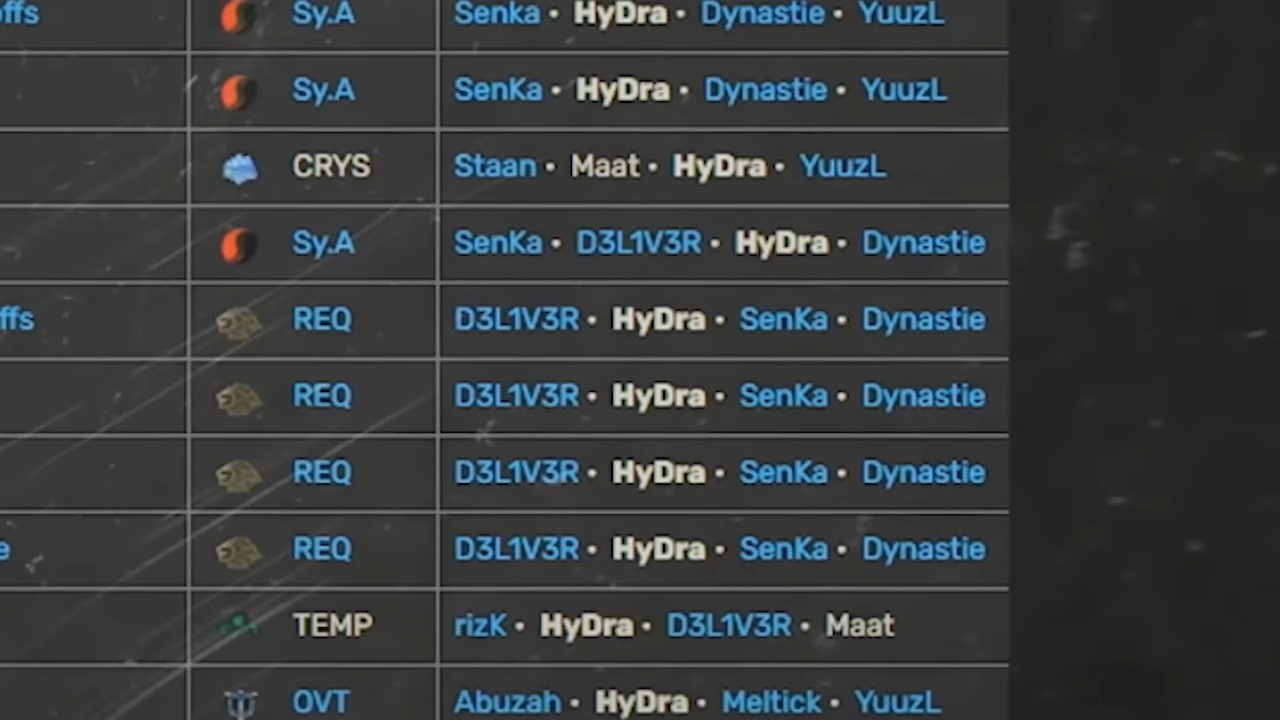 offs Sy.A Senka • HyDra • Dynastie • YuuzL
Sy.A SenKa • HyDra • Dynastie • YuuzL
CRYS Staan • Maat • HyDra • YuuzL
Sy.A SenKa • D3L1V3R • HyDra • Dynastie
ffs REQ D3L1V3R • HyDra • SenKa • Dynastie
REQ D3L1V3R • HyDra • SenKa • Dynastie
REQ D3L1V3R • HyDra • SenKa • Dynastie
e REQ D3L1V3R • HyDra • SenKa • Dynastie
TEMP rizK • HyDra • D3L1V3R • Maat
OVT Abuzah • HyDra • Meltick • YuuzL